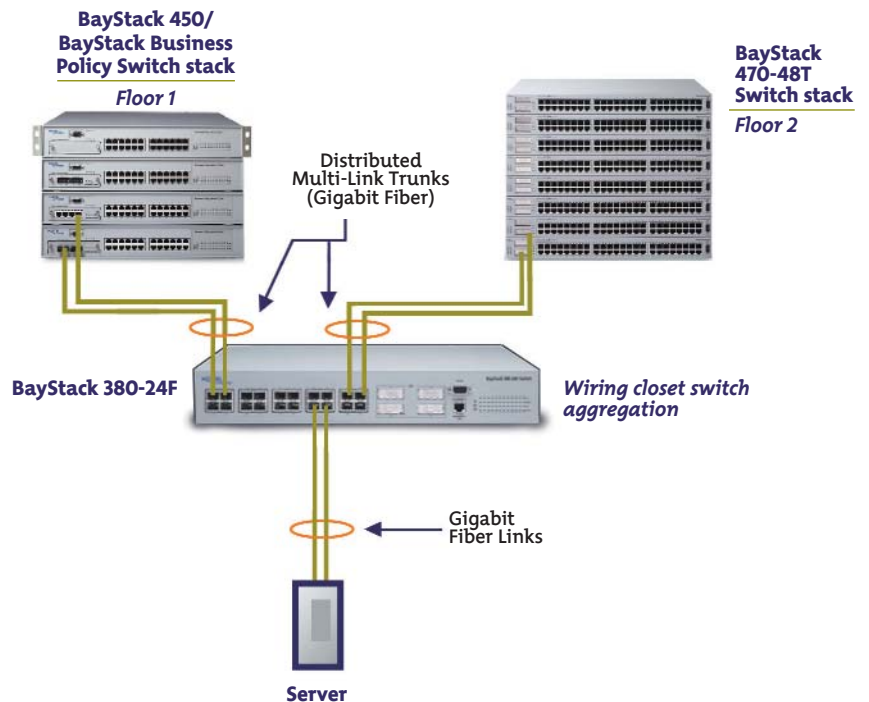 BayStack 450/
BayStack Business
Policy Switch stack
Floor 1
BayStack
470-48T
Switch stack
Floor 2
Distributed
Multi-Link Trunks
(Gigabit Fiber)
BayStack 380-24F
Wiring closet switch
aggregation
Gigabit
Fiber Links
Server